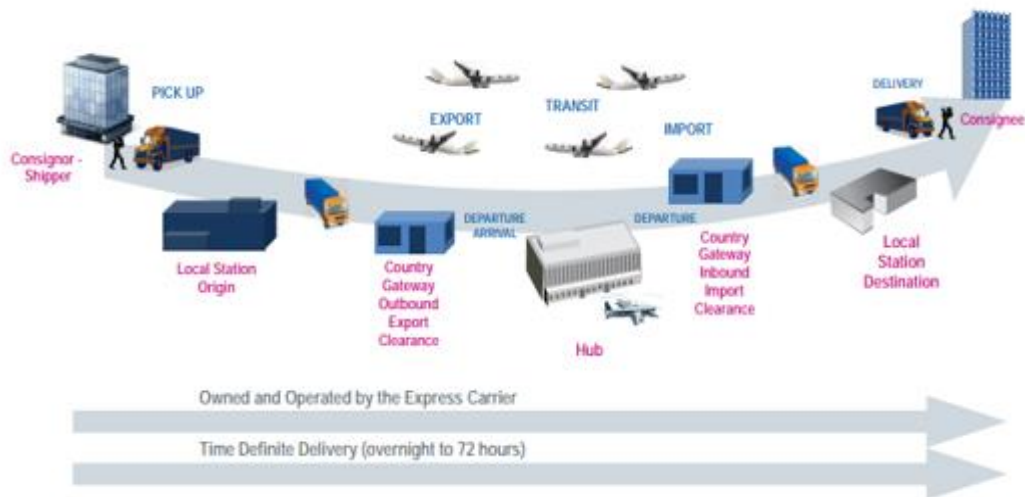 PICK UP
Consignor -
Shipper
EXPORT
TRANSIT
IMPORT
DELIVERY
Consignee
Local Station
Origin
Country
Gateway
Outbound
Export
Clearance
DEPARTURE
ARRIVAL
Hub
DEPARTURE
Country
Gateway
Inbound
Import
Clearance
Local
Station
Destination
Owned and Operated by the Express Carrier
Time Definite Delivery (overnight to 72 hours)